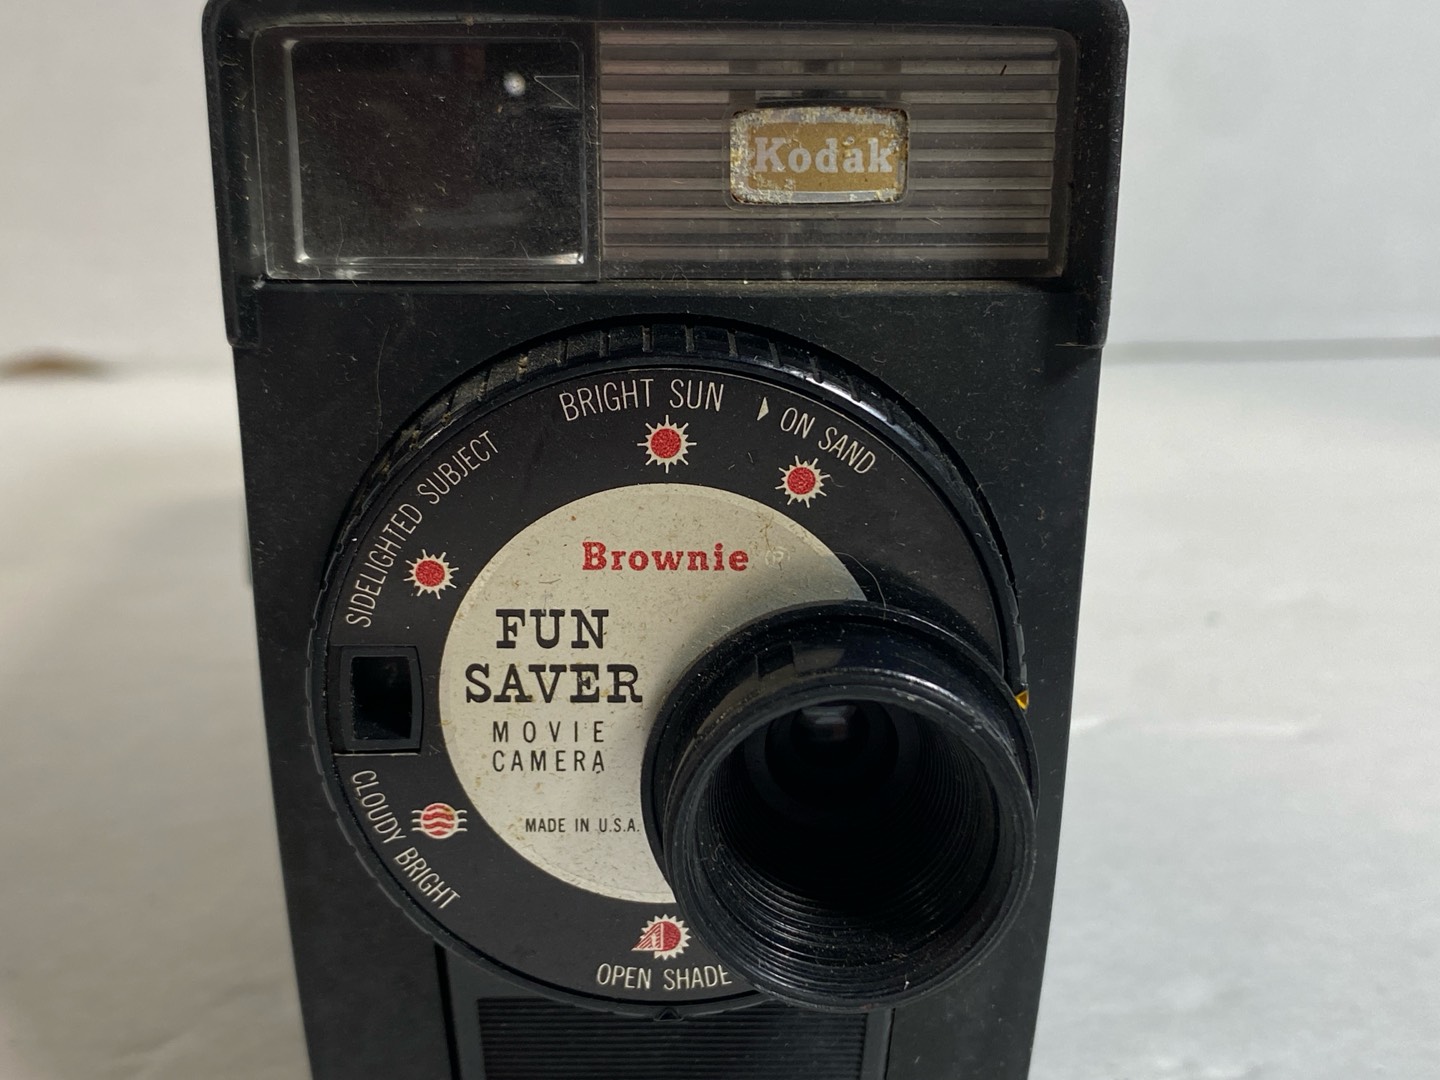 Kodak
BRIGHT SUN
ON SAND
SIDELIGHTED SUBJECT
Brownie ®
FUN
SAVER
MOVIE
CAMERA
MADE IN U.S.A.
CLOUDY BRIGHT
OPEN SHADE